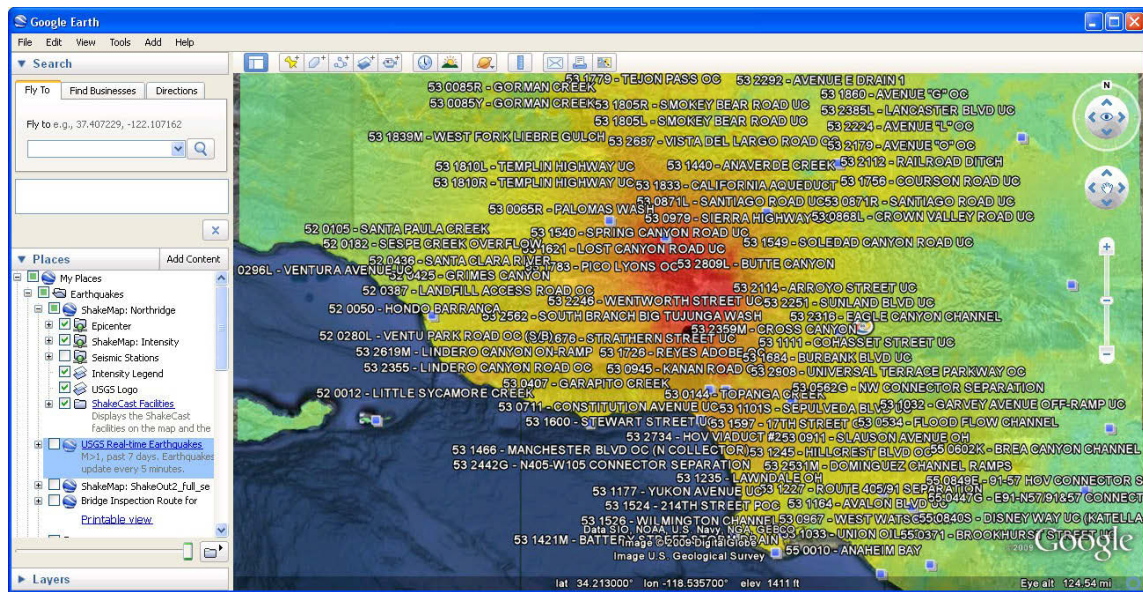 Google Earth
File Edit View Tools Add Help
Search
Fly To Find Businesses Directions
Fly to e.g., 37.407229, -122.107162
Places Add Content
My Places
Earthquakes
ShakeMap: Northridge
Epicenter
ShakeMap: Intensity
Seismic Stations
Intensity Legend
USGS Logo
ShakeCast Facilities
Displays the ShakeCast
facilities on the map and the
USGS Real-time Earthquakes
M>1, past 7 days. Earthquakes
update every 5 minutes.
ShakeMap: ShakeOut2_full_se
Bridge Inspection Route for
Printable view
Layers
53 1779 - TEJON PASS OC 53 2292 - AVENUE E DRAIN 1
53 0085R - GORMAN CREEK 53 1860 - AVENUE "G" OC
53 0085Y - GORMAN CREEK 53 1805R - SMOKEY BEAR ROAD UC 53 2385L - LANCASTER BLVD UC
53 1805L - SMOKEY BEAR ROAD UC 53 2224 - AVENUE "L" OC
53 1839M - WEST FORK LIEBRE GULCH 53 2687 - VISTA DEL LARGO ROAD OC 53 2179 - AVENUE "O" OC
53 1810L - TEMPLIN HIGHWAY UC 53 1440 - ANAVERDE CREEK 53 2112 - RAILROAD DITCH
53 1810R - TEMPLIN HIGHWAY UC 53 1833 - CALIFORNIA AQUEDUCT 53 1756 - COURSON ROAD UC
53 0871L - SANTIAGO ROAD UC 53 0871R - SANTIAGO ROAD UC
53 0065R - PALOMAS WASH 53 0979 - SIERRA HIGHWAY 53 0868L - CROWN VALLEY ROAD UC
52 0105 - SANTA PAULA CREEK 53 1540 - SPRING CANYON ROAD UC
52 0182 - SESPE CREEK OVERFLOW 1621 - LOST CANYON ROAD UC 53 1549 - SOLEDAD CANYON ROAD UC
52 0436 - SANTA CLARA RIVER 1783 - PICO LYONS OC 53 2809L - BUTTE CANYON
0296L - VENTURA AVENUE UC 0425 - GRIMES CANYON
52 0387 - LANDFILL ACCESS ROAD OC 53 2114 - ARROYO STREET UC
53 2246 - WENTWORTH STREET UC 53 2251 - SUNLAND BLVD UC
52 0050 - HONDO BARRANCA 53 2562 - SOUTH BRANCH BIG TUJUNGA WASH 53 2316 - EAGLE CANYON CHANNEL
53 2359M - CROSS CANYON
52 0280L - VENTU PARK ROAD OC (S/B) 1676 - STRATHERN STREET UC 53 1111 - COHASSET STREET UC
53 2619M - LINDERO CANYON ON-RAMP 53 1726 - REYES ADOBE 1684 - BURBANK BLVD UC
53 2355 - LINDERO CANYON ROAD OC 53 0945 - KANAN ROAD OC 53 2908 - UNIVERSAL TERRACE PARKWAY OC
53 0407 - GARAPITO CREEK 53 0562G - NW CONNECTOR SEPARATION
52 0012 - LITTLE SYCAMORE CREEK 53 0144 - TOPANGA CREEK
53 0711 - CONSTITUTION AVENUE UC 53 1101S - SEPULVEDA BLVD 53 1032 - GARVEY AVENUE OFF-RAMP UC
53 1600 - STEWART STREET UC 53 1597 - 17TH STREET 53 0534 - FLOOD FLOW CHANNEL
53 2734 - HOV VIADUCT #2 53 0911 - SLAUSON AVENUE OH
53 1466 - MANCHESTER BLVD OC (N COLLECTOR) 53 1245 - HILLCREST BLVD OC 55 0602K - BREA CANYON CHANNEL
53 2442G - N405-W105 CONNECTOR SEPARATION 53 2531M - DOMINGUEZ CHANNEL RAMPS
53 1235 - LAWNDALE OH 55 0849E - 91-57 HOV CONNECTOR S
53 1177 - YUKON AVENUE UC 53 1227 - ROUTE 405/91 SEPARATION
53 1524 - 214TH STREET POC 53 1164 - AVALON BLVD UC 55 0447G - E91-N57/91&57 CONNECT
53 1526 - WILMINGTON CHANNEL 53 0967 - WEST WATSON 55 0840S - DISNEY WAY UC (KATELLA
Data SIO, NOAA, U.S. Navy, NGA, GEBCO
53 1421M - BATTERY STREET 1033 - UNION OIL 55 0371 - BROOKHURST STREET
Image ©2009 DigitalGlobe
Image U.S. Geological Survey 55 0010 - ANAHEIM BAY
©2009 Google
lat 34.213000° lon -118.535700° elev 1411 ft Eye alt 124.54 mi
N